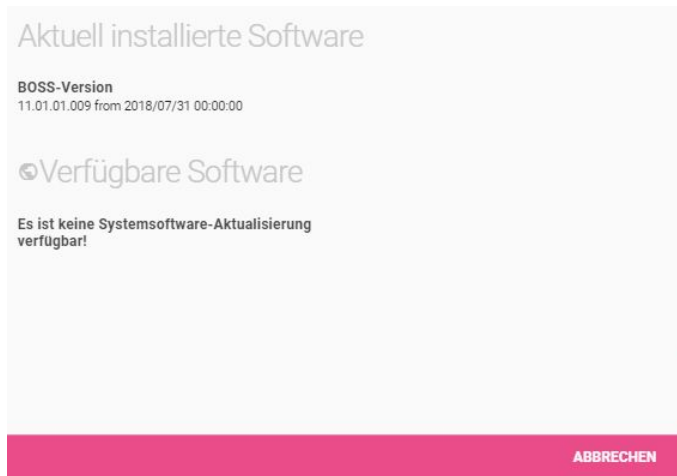 Aktuell installierte Software
BOSS-Version
11.01.01.009 from 2018/07/31 00:00:00
Verfügbare Software
Es ist keine Systemsoftware-Aktualisierung
verfügbar!
ABBRECHEN